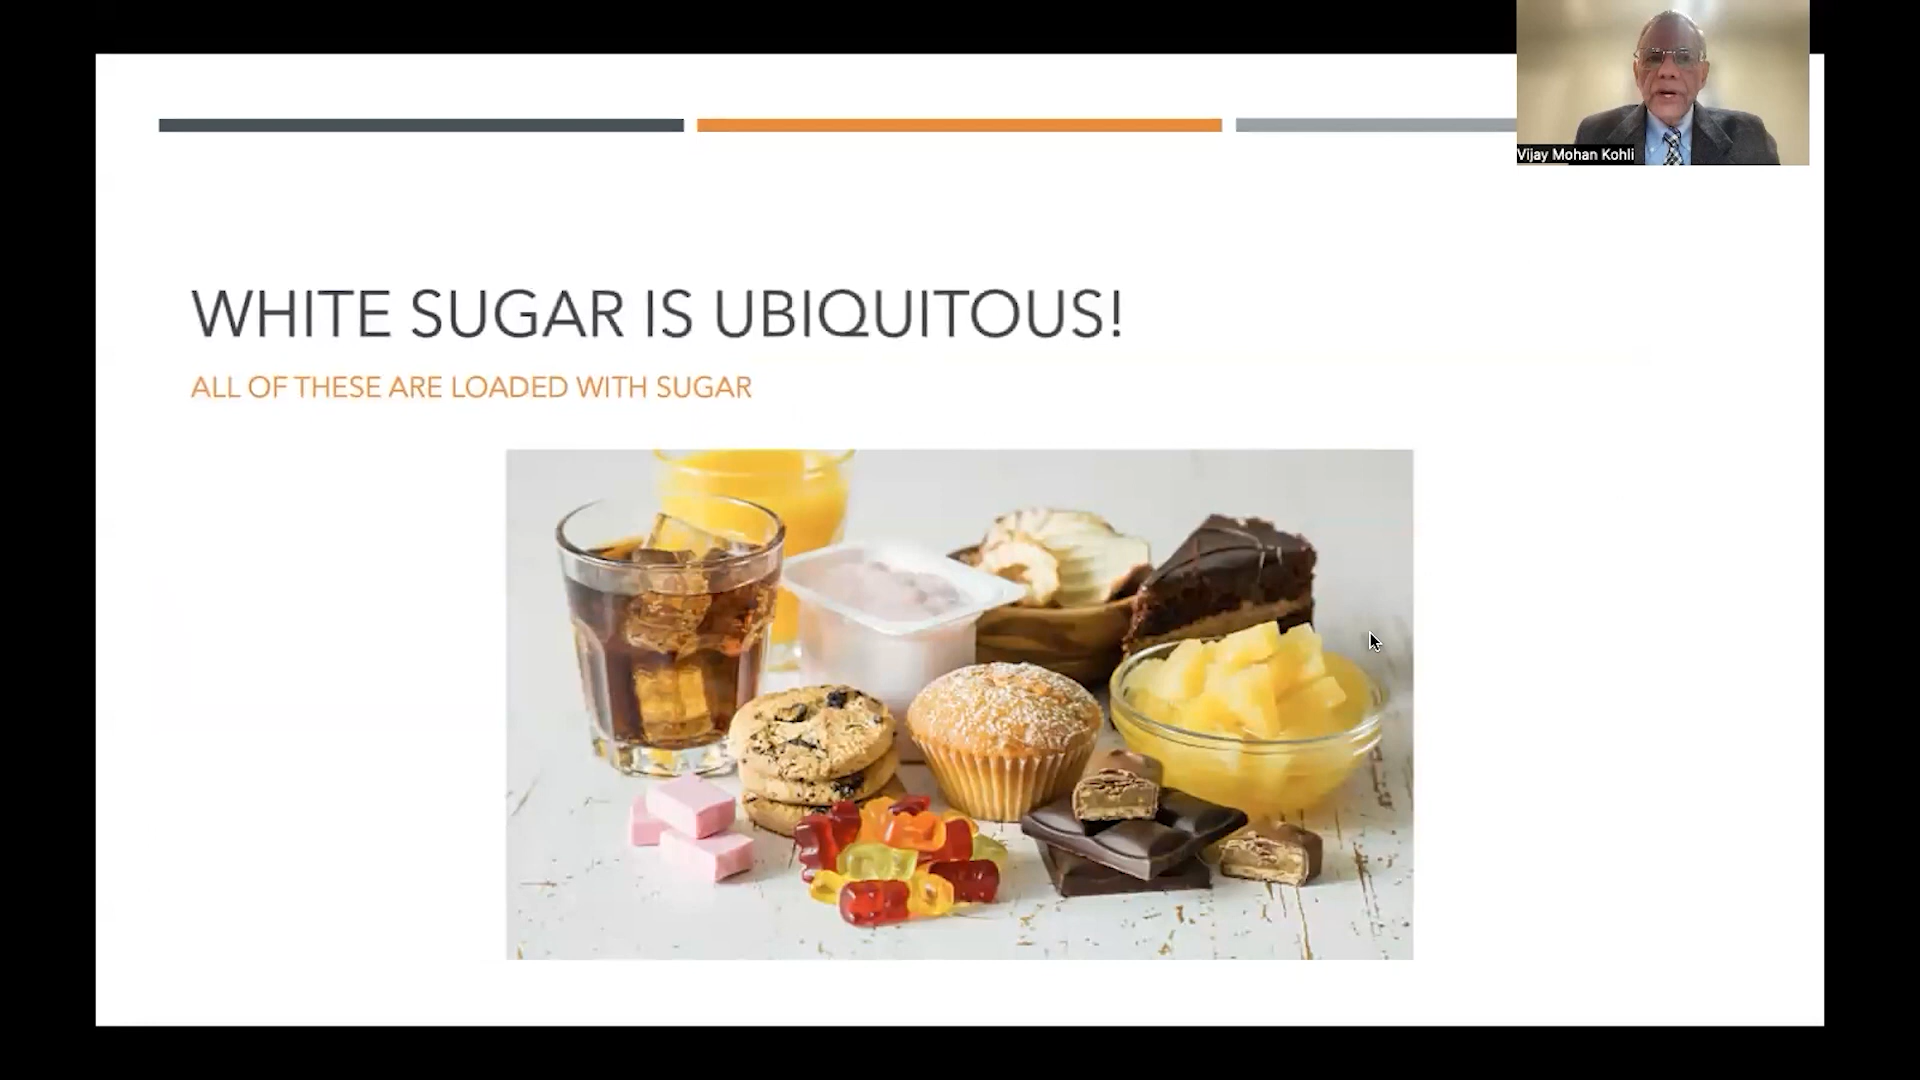 Vijay Mohan Kohli
WHITE SUGAR IS UBIQUITOUS!
ALL OF THESE ARE LOADED WITH SUGAR